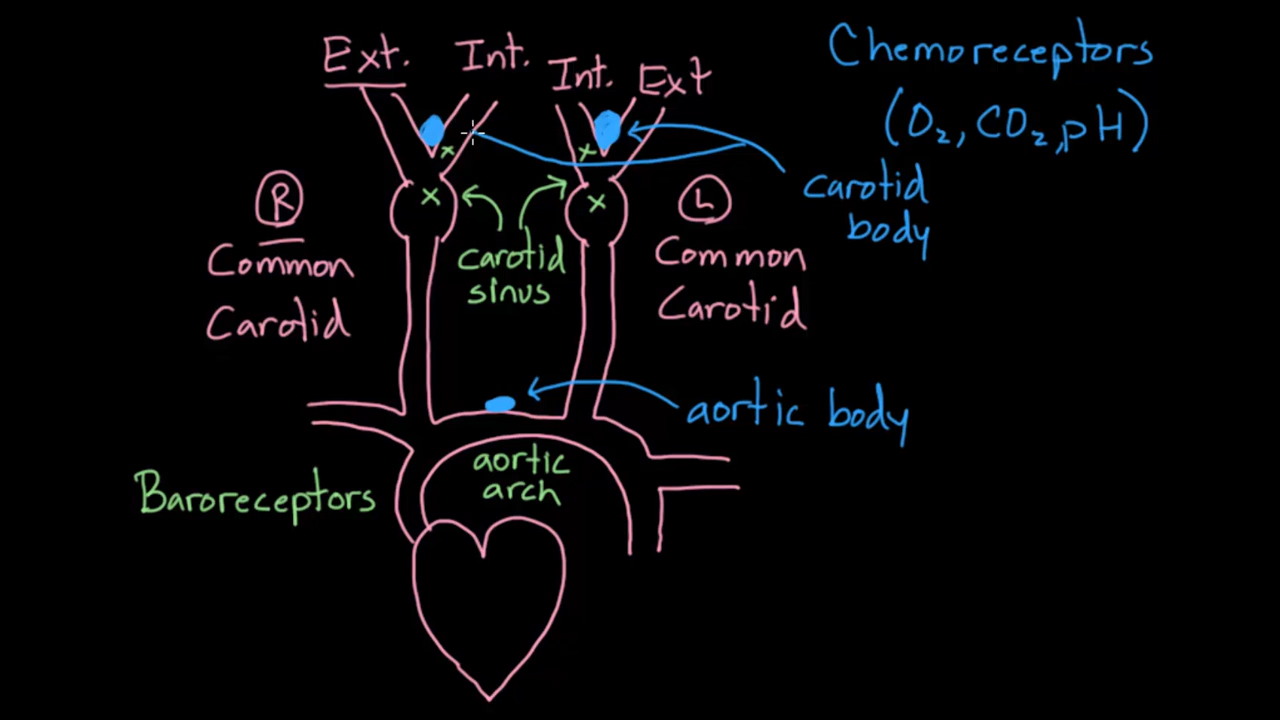 Ext. Int. Int. Ext
Chemoreceptors
(O₂, CO₂, pH)
carotid
body
R
L
Common
Carotid
carotid
sinus
Common
Carotid
aortic body
aortic
arch
Baroreceptors